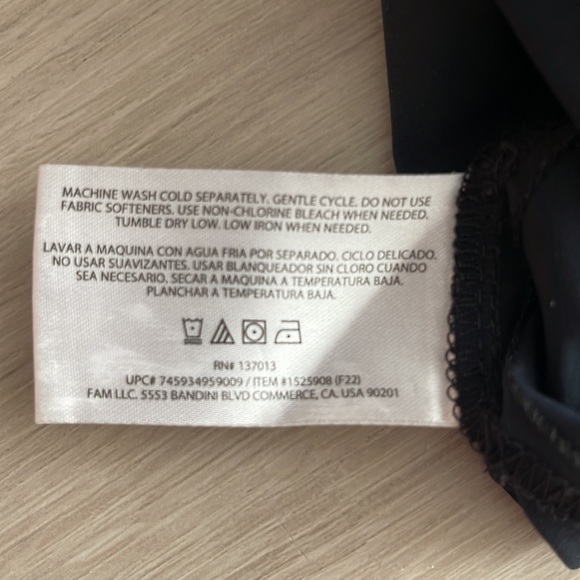 MACHINE WASH COLD SEPARATELY. GENTLE CYCLE. DO NOT USE
FABRIC SOFTENERS. USE NON-CHLORINE BLEACH WHEN NEEDED.
TUMBLE DRY LOW. LOW IRON WHEN NEEDED.
LAVAR A MAQUINA CON AGUA FRIA POR SEPARADO. CICLO DELICADO.
NO USAR SUAVIZANTES. USAR BLANQUEADOR SIN CLORO CUANDO
SEA NECESARIO. SECAR A MAQUINA A TEMPERATURA BAJA.
PLANCHAR A TEMPERATURA BAJA.
RN# 137013
UPC# 745934959009 / ITEM #1525908 (F22)
FAM LLC. 5553 BANDINI BLVD COMMERCE, CA. USA 90201